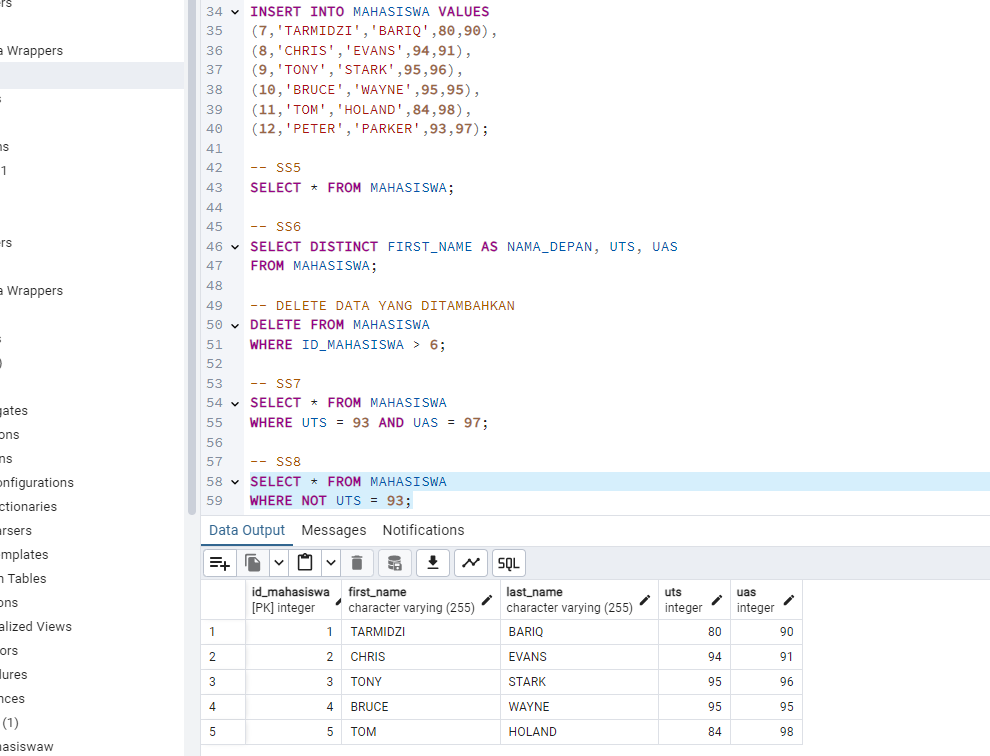 ers
a Wrappers
s
ns
1
ers
a Wrappers
s
)
gates
ons
ns
onfigurations
ctionaries
arsers
mplates
n Tables
ons
alized Views
ors
dures
nces
(1)
hasiswaw
34 INSERT INTO MAHASISWA VALUES
35 (7,'TARMIDZI','BARIQ',80,90),
36 (8,'CHRIS','EVANS',94,91),
37 (9,'TONY','STARK',95,96),
38 (10,'BRUCE','WAYNE',95,95),
39 (11,'TOM','HOLAND',84,98),
40 (12,'PETER','PARKER',93,97);
41
42 -- SS5
43 SELECT * FROM MAHASISWA;
44
45 -- SS6
46 SELECT DISTINCT FIRST_NAME AS NAMA_DEPAN, UTS, UAS
47 FROM MAHASISWA;
48
49 -- DELETE DATA YANG DITAMBAHKAN
50 DELETE FROM MAHASISWA
51 WHERE ID_MAHASISWA > 6;
52
53 -- SS7
54 SELECT * FROM MAHASISWA
55 WHERE UTS = 93 AND UAS = 97;
56
57 -- SS8
58 SELECT * FROM MAHASISWA
59 WHERE NOT UTS = 93;
Data Output Messages Notifications
SQL
id_mahasiswa first_name last_name uts uas
[PK] integer character varying (255) character varying (255) integer integer
1 1 TARMIDZI BARIQ 80 90
2 2 CHRIS EVANS 94 91
3 3 TONY STARK 95 96
4 4 BRUCE WAYNE 95 95
5 5 TOM HOLAND 84 98